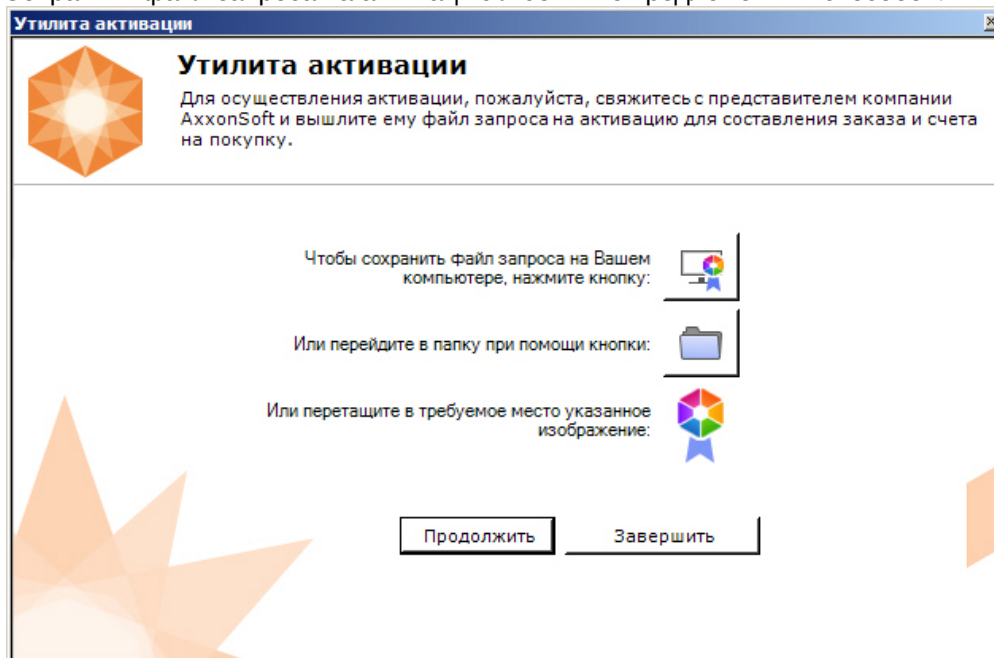 Утилита активации
Утилита активации
Для осуществления активации, пожалуйста, свяжитесь с представителем компании
AxxonSoft и вышлите ему файл запроса на активацию для составления заказа и счета
на покупку.
Чтобы сохранить файл запроса на Вашем
компьютере, нажмите кнопку:
Или перейдите в папку при помощи кнопки:
Или перетащите в требуемое место указанное
изображение:
Продолжить
Завершить